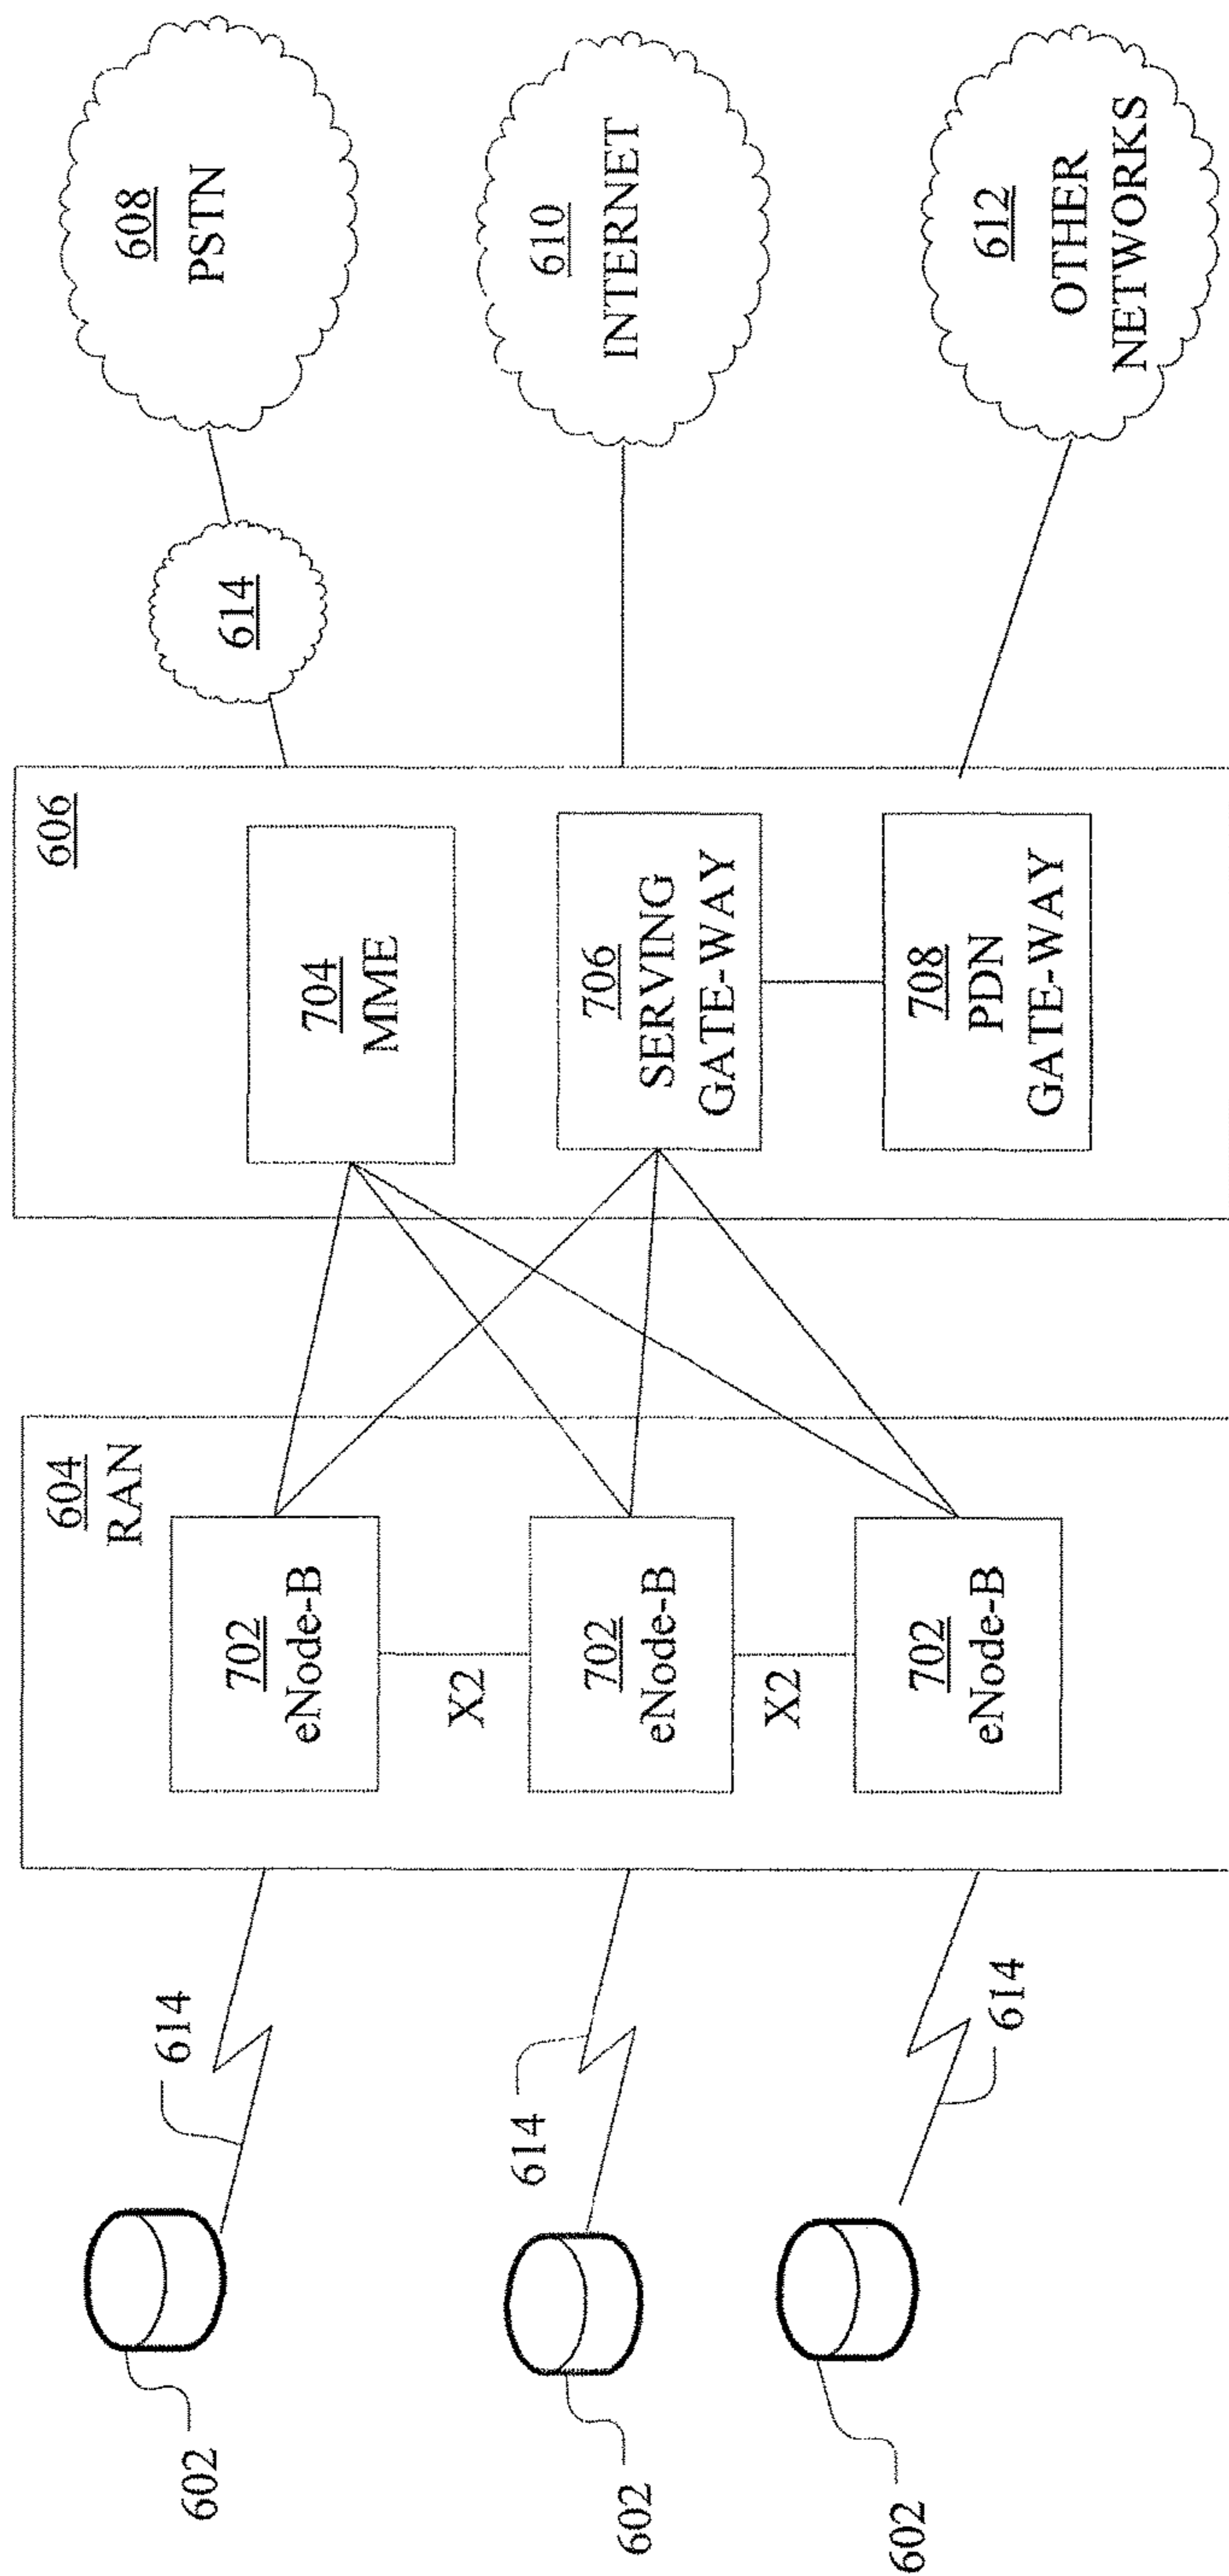 602
602
602
614
614
614
604
RAN
702
eNode-B
X2
702
eNode-B
X2
702
eNode-B
606
704
MME
706
SERVING
GATE-WAY
708
PDN
GATE-WAY
614
608
PSTN
610
INTERNET
612
OTHER
NETWORKS